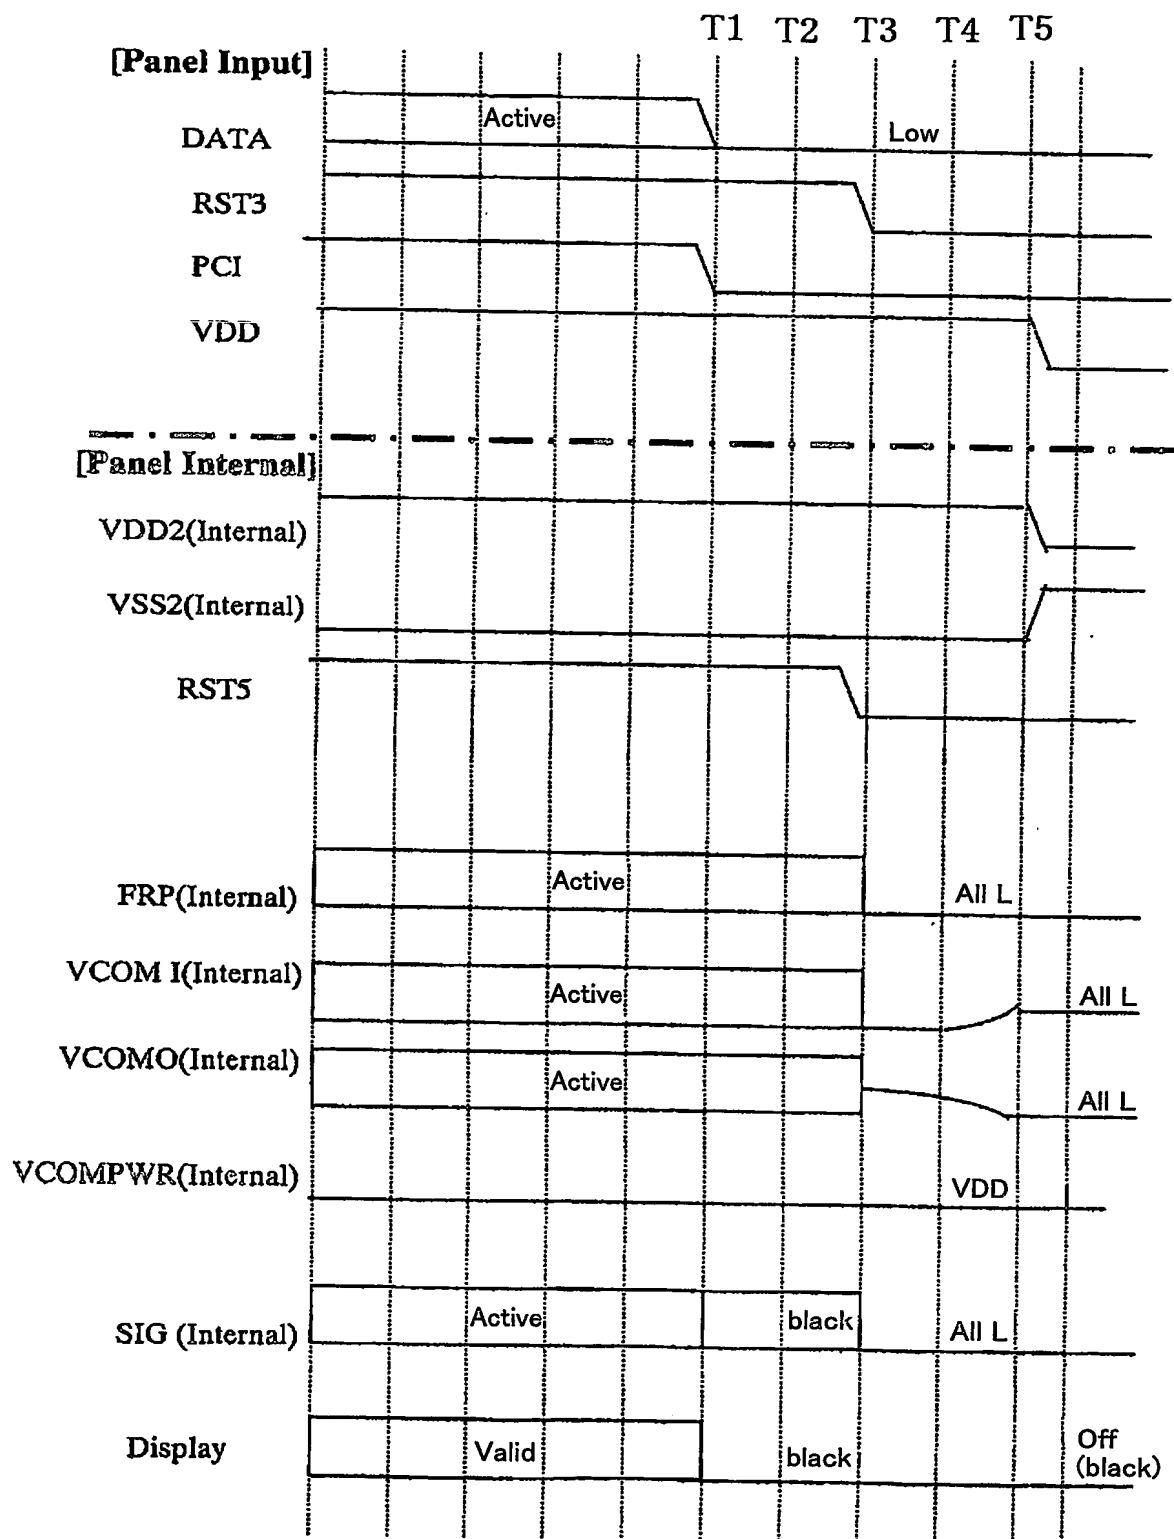 T1 T2 T3 T4 T5
[Panel Input]
DATA Active Low
RST3
PCI
VDD
[Panel Internal]
VDD2(Internal)
VSS2(Internal)
RST5
FRP(Internal) Active All L
VCOM I(Internal) Active All L
VCOMO(Internal) Active All L
VCOMPWR(Internal) VDD
SIG (Internal) Active black All L
Display Valid black Off
(black)